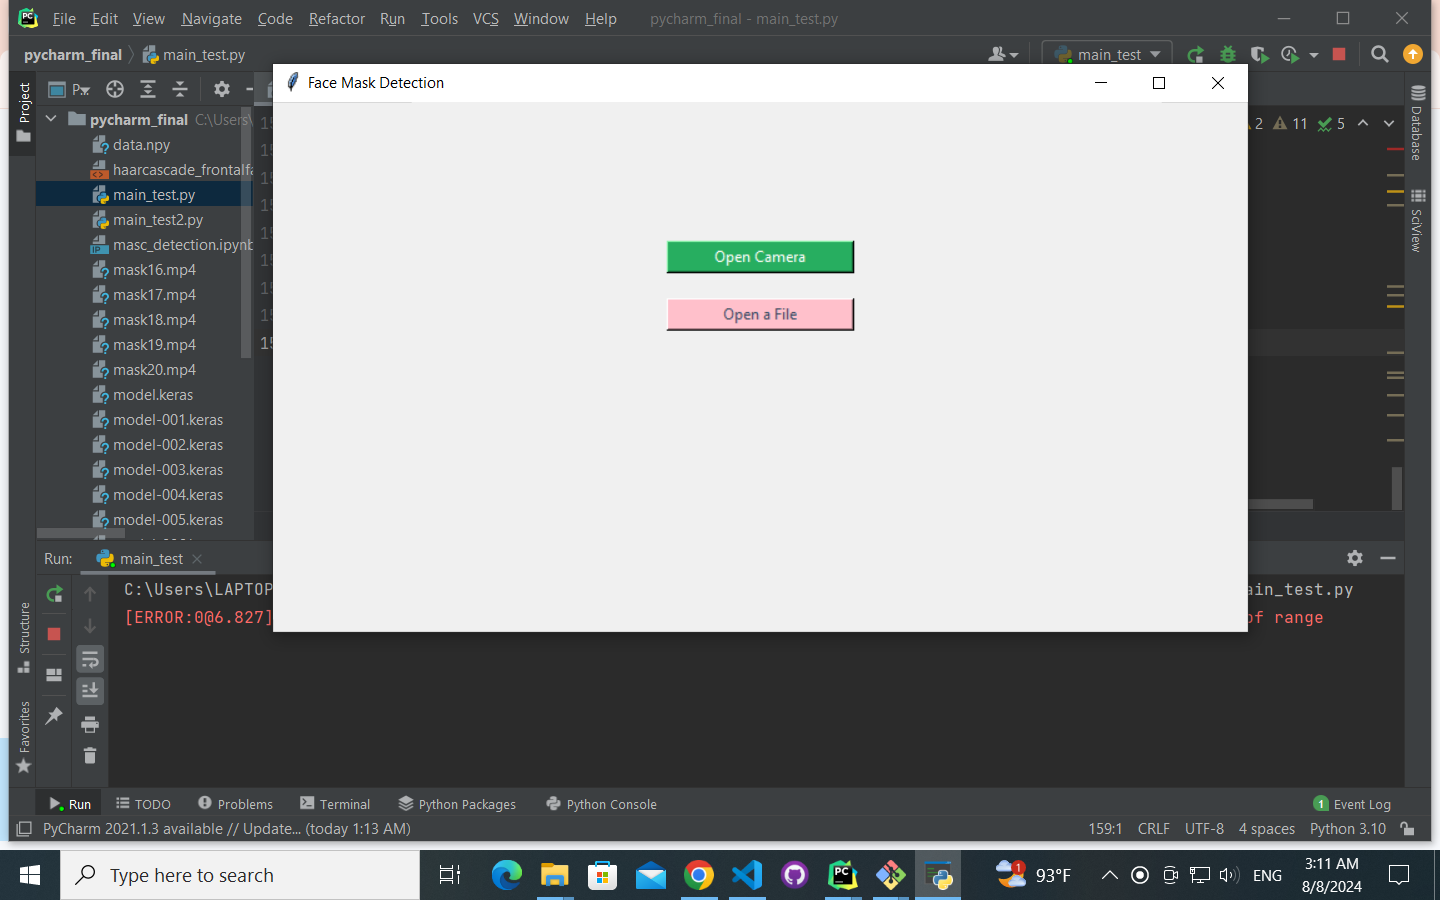 File Edit View Navigate Code Refactor Run Tools VCS Window Help pycharm_final - main_test.py
pycharm_final main_test.py
main_test
Face Mask Detection
Project
pycharm_final C:\Users\
data.npy
haarcascade_frontalfa
main_test.py
main_test2.py
masc_detection.ipynb
mask16.mp4
mask17.mp4
mask18.mp4
mask19.mp4
mask20.mp4
model.keras
model-001.keras
model-002.keras
model-003.keras
model-004.keras
model-005.keras
2 11 5
Database
SciView
Open Camera
Open a File
Run: main_test
C:\Users\LAPTOP ain_test.py
[ERROR:0@6.827] of range
Structure
Favorites
Run TODO Problems Terminal Python Packages Python Console 1 Event Log
PyCharm 2021.1.3 available // Update... (today 1:13 AM) 159:1 CRLF UTF-8 4 spaces Python 3.10
Type here to search
1 93°F ENG
3:11 AM
8/8/2024